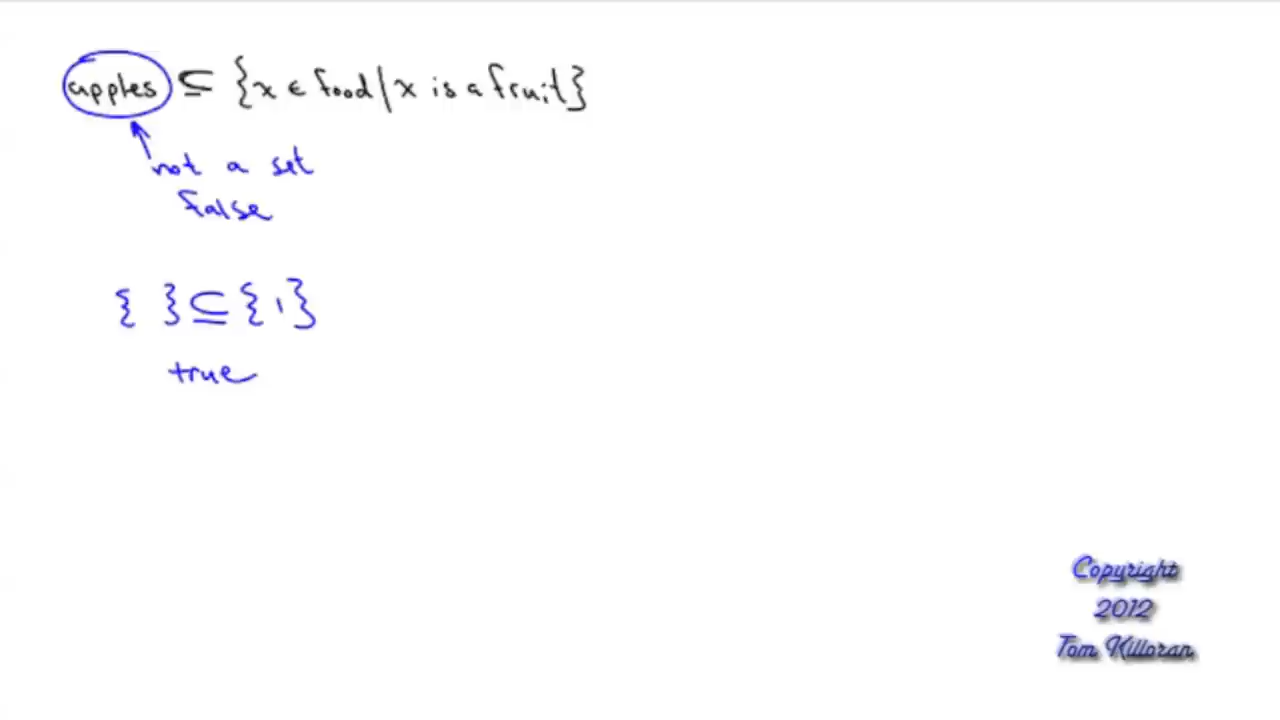 apples ⊆ {x ∈ food | x is a fruit}
not a set
false
{ } ⊆ {1}
true
Copyright
2012
Tom Killoran